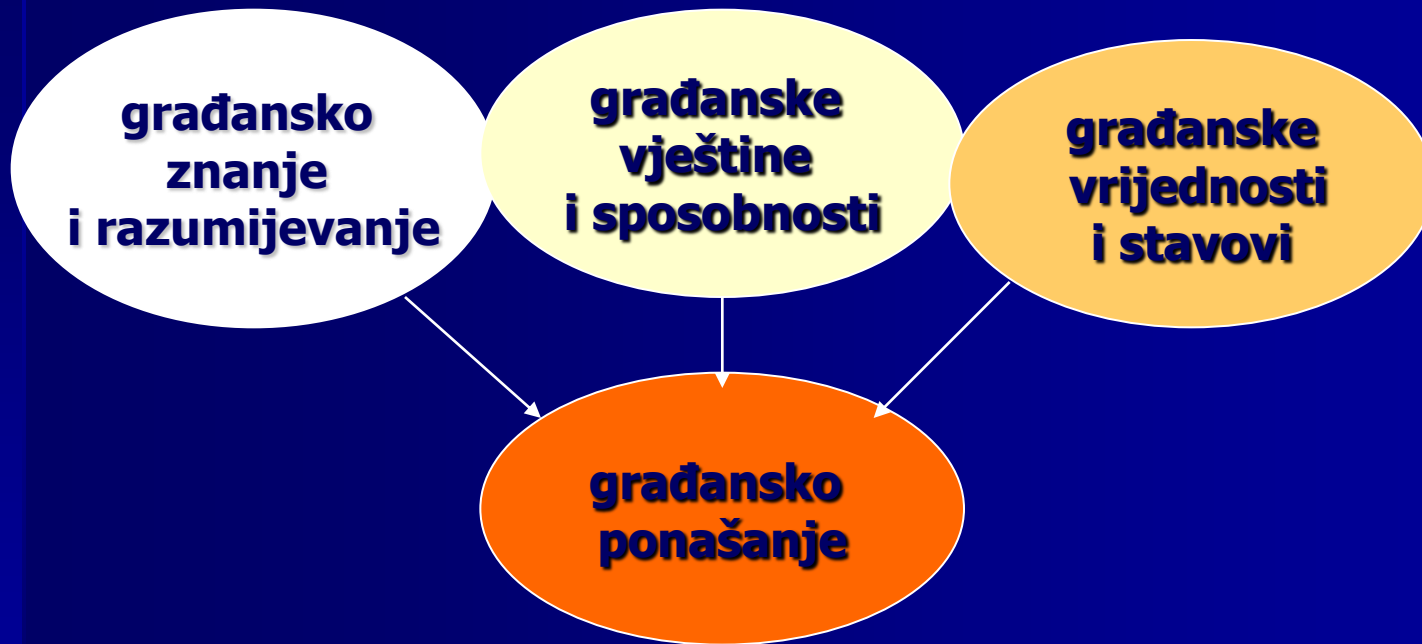 građansko
znanje
i razumijevanje
građanske
vještine
i sposobnosti
građanske
vrijednosti
i stavovi
građansko
ponašanje